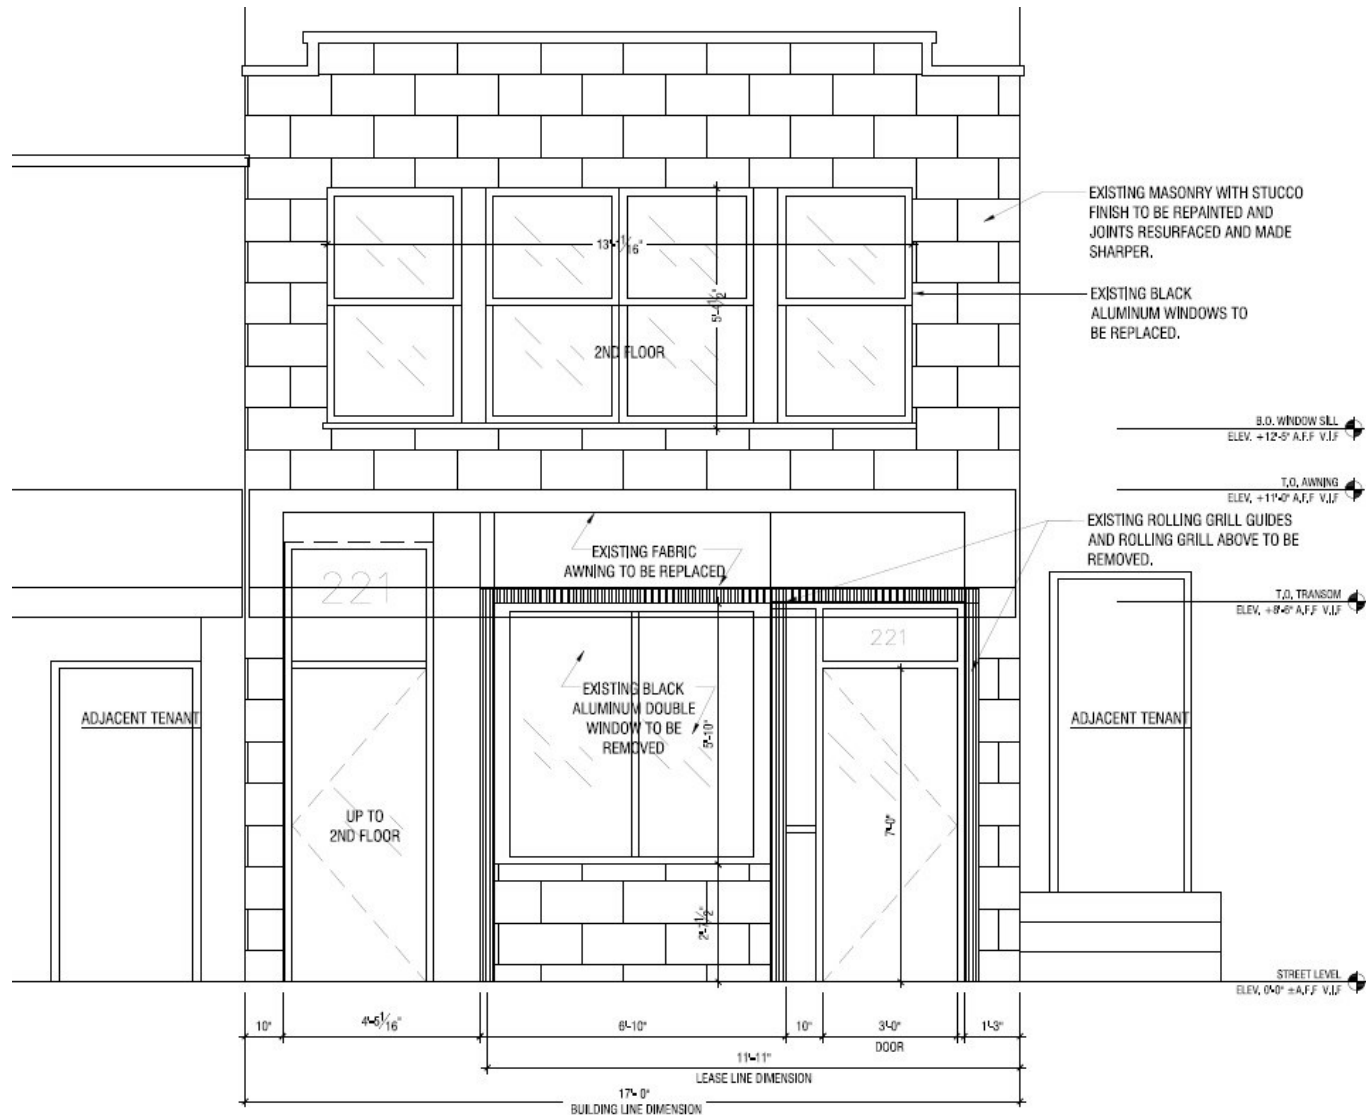 EXISTING MASONRY WITH STUCCO
FINISH TO BE REPAINTED AND
JOINTS RESURFACED AND MADE
SHARPER.
13'-1/16"
5'-4½"
EXISTING BLACK
ALUMINUM WINDOWS TO
BE REPLACED.
2ND FLOOR
B.O. WINDOW SILL
ELEV. +12'-5" A.F.F V.I.F
T.O. AWNING
ELEV. +11'-0" A.F.F V.I.F
EXISTING ROLLING GRILL GUIDES
AND ROLLING GRILL ABOVE TO BE
REMOVED.
EXISTING FABRIC
AWNING TO BE REPLACED
221
T.O. TRANSOM
ELEV. +8'-6" A.F.F V.I.F
221
EXISTING BLACK
ALUMINUM DOUBLE
WINDOW TO BE
REMOVED
5'-10"
ADJACENT TENANT
ADJACENT TENANT
UP TO
2ND FLOOR
7'-0"
2'-7½"
STREET LEVEL
ELEV. 0'-0" ±A.F.F V.I.F
10"
4'-5 1/16"
6'-10"
10"
3'-0"
1'-3"
DOOR
11'-11"
LEASE LINE DIMENSION
17'- 0"
BUILDING LINE DIMENSION